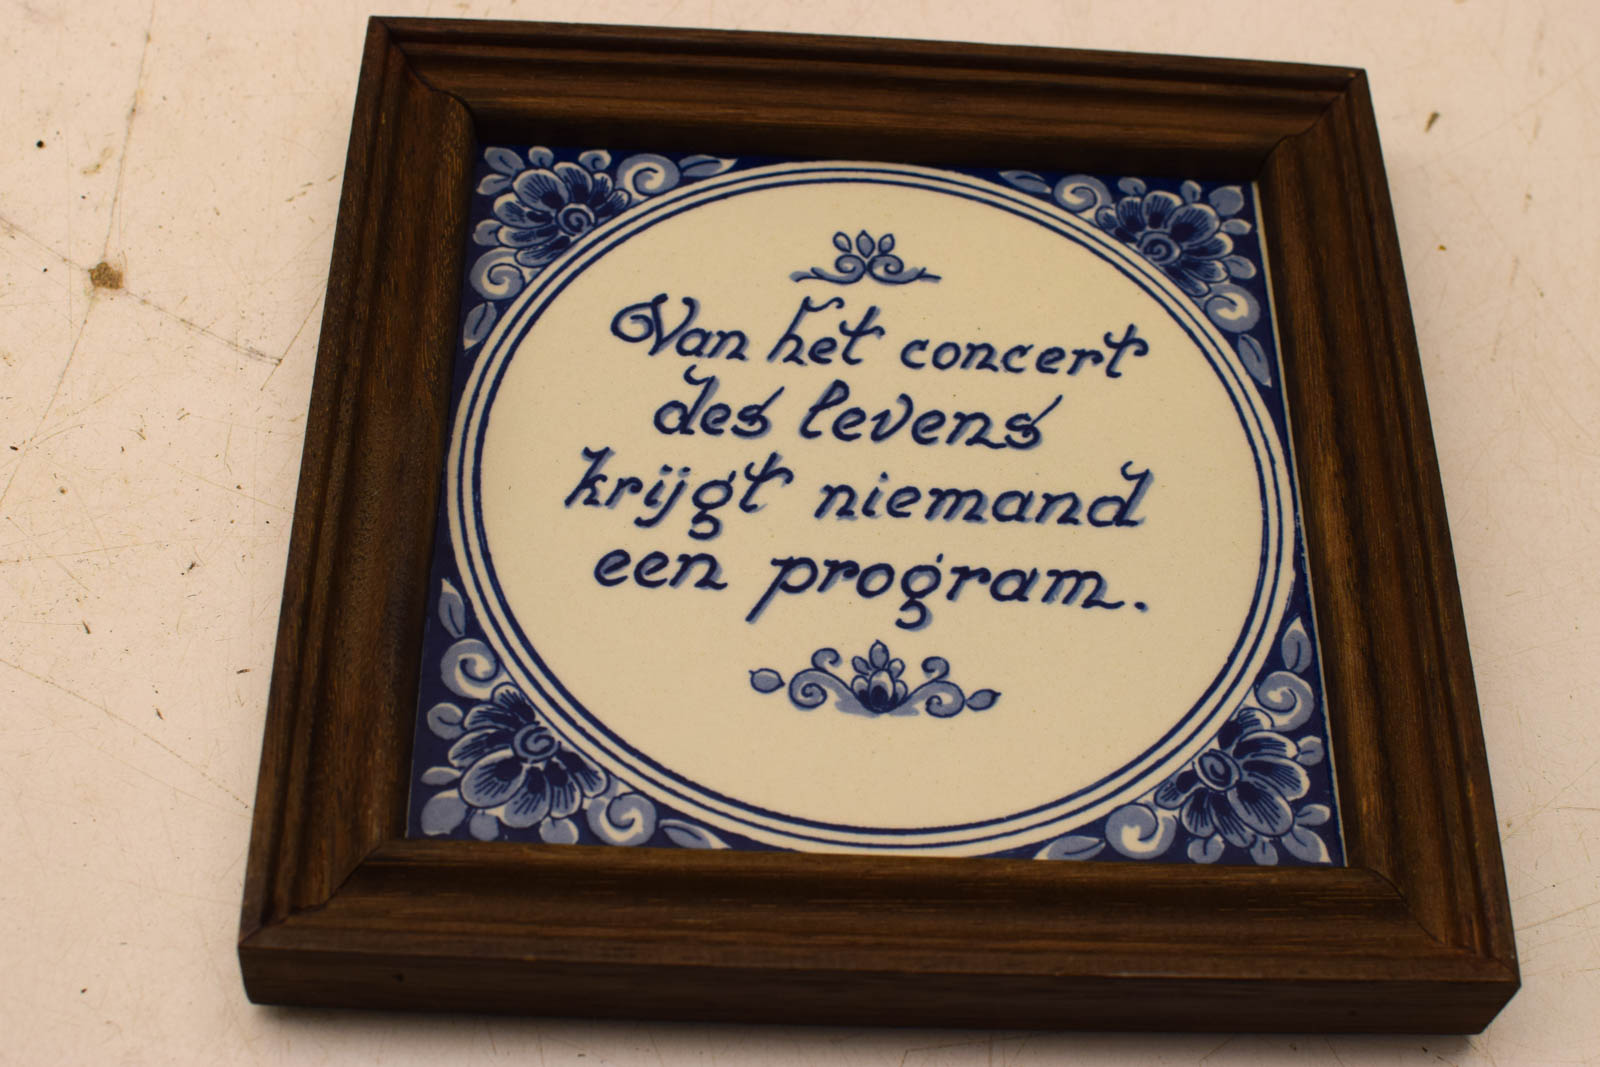 Van het concert
des levens
krijgt niemand
een program.